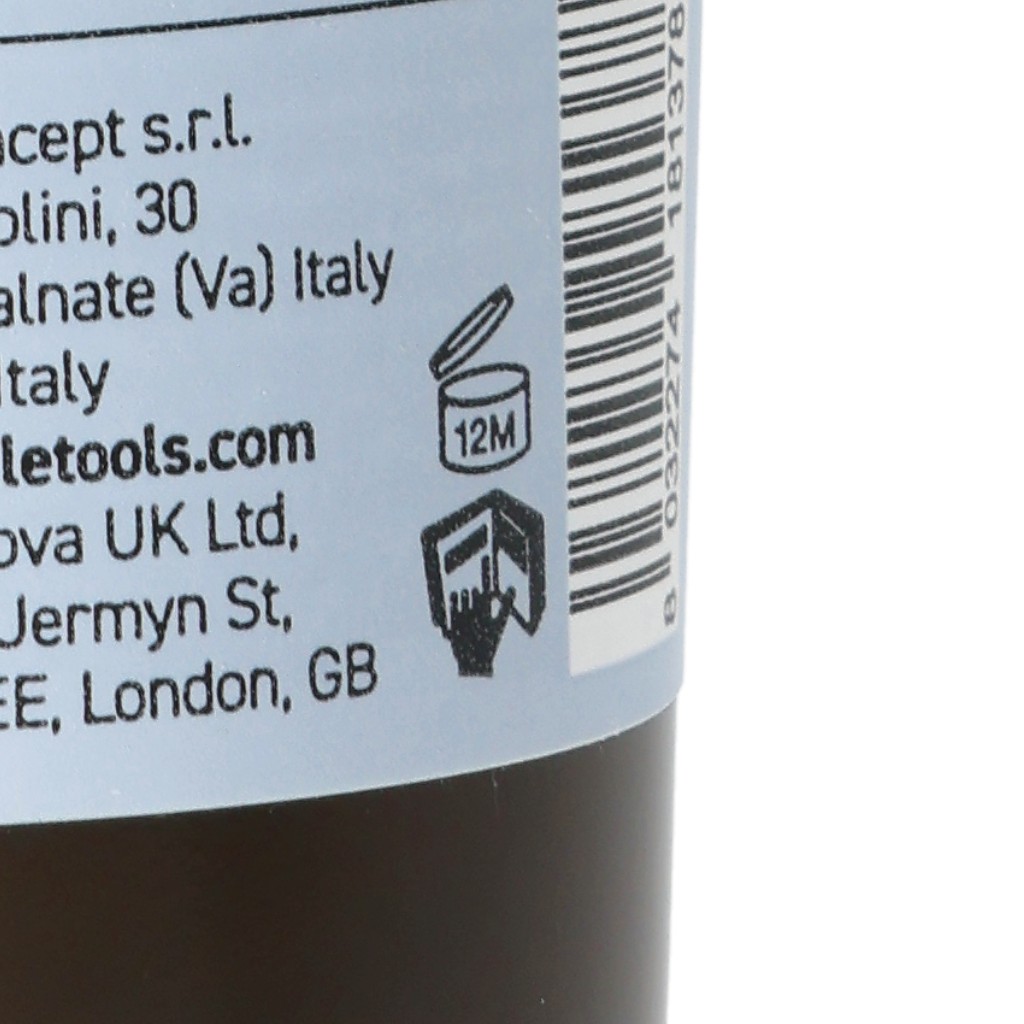 cept s.r.l.
olini, 30
alnate (Va) Italy
Italy
letools.com
ova UK Ltd,
Jermyn St,
EE, London, GB
12M
8 032274 181378